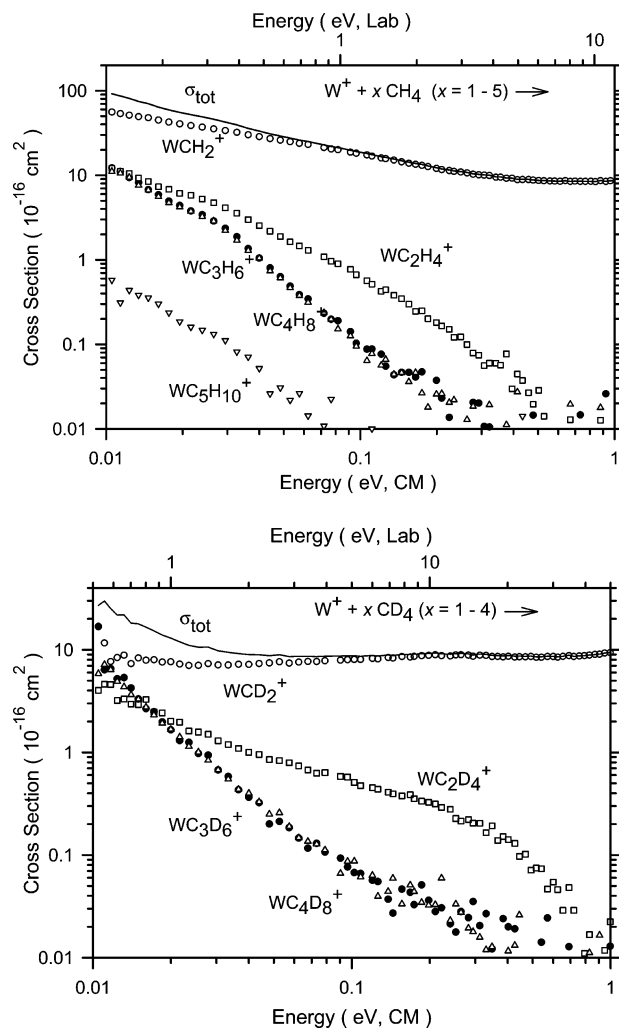 Energy ( eV, Lab )
1 10
W⁺ + x CH₄ (x = 1 - 5)
σtot
WCH₂⁺
WC₂H₄⁺
WC₃H₆⁺
WC₄H₈⁺
WC₅H₁₀⁺
Cross Section ( 10⁻¹⁶ cm² )
100
10
1
0.1
0.01
0.01 0.1 1
Energy ( eV, CM )
Energy ( eV, Lab )
1 10
W⁺ + x CD₄ (x = 1 - 4)
σtot
WCD₂⁺
WC₂D₄⁺
WC₃D₆⁺
WC₄D₈⁺
Cross Section ( 10⁻¹⁶ cm² )
10
1
0.1
0.01
0.01 0.1 1
Energy ( eV, CM )